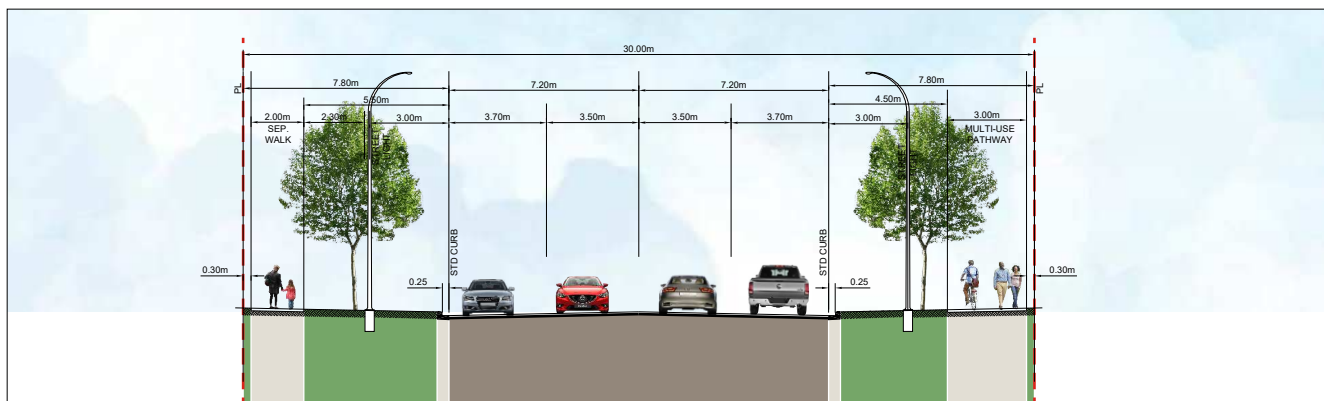 30.00m
PL
7.80m
7.20m
7.20m
7.80m
PL
5.50m
4.50m
2.00m
2.30m
3.00m
3.70m
3.50m
3.50m
3.70m
3.00m
3.00m
SEP.
WALK
MULTI-USE
PATHWAY
STD CURB
STD CURB
0.30m
0.25
0.25
0.30m